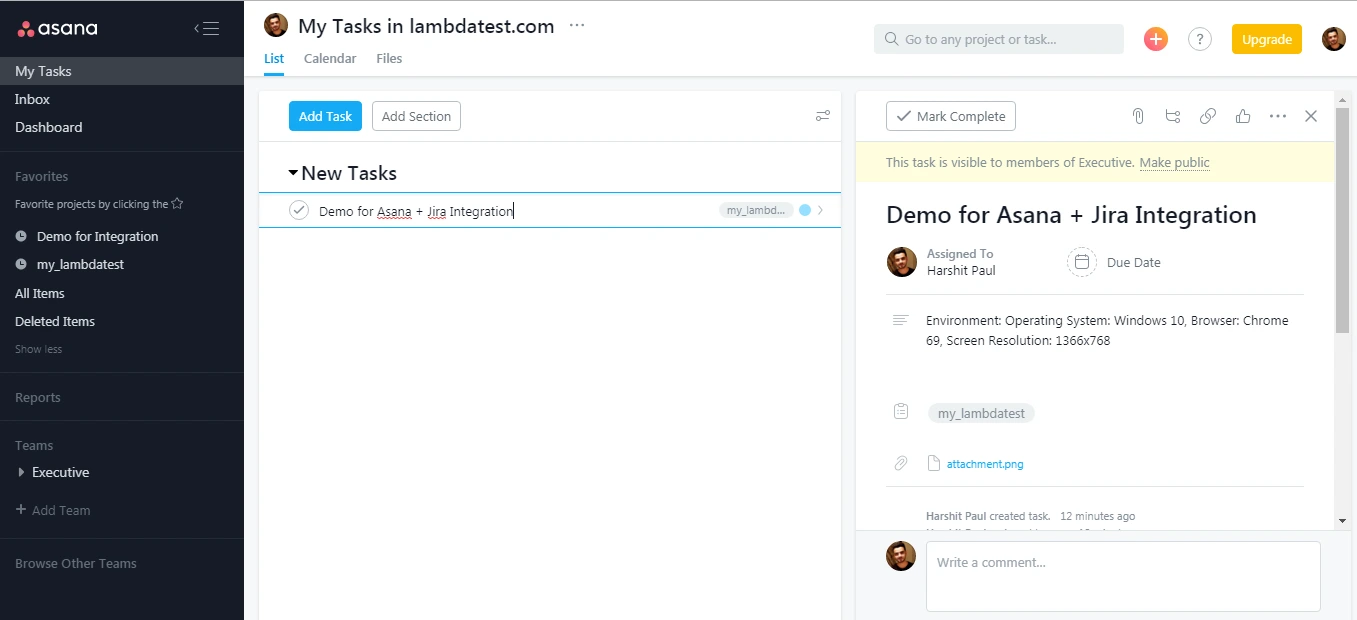 asana
My Tasks
Inbox
Dashboard
Favorites
Favorite projects by clicking the
Demo for Integration
my_lambdatest
All Items
Deleted Items
Show less
Reports
Teams
Executive
+ Add Team
Browse Other Teams
My Tasks in lambdatest.com ...
List Calendar Files
Go to any project or task...
?
Upgrade
Add Task Add Section
New Tasks
Demo for Asana + Jira Integration my_lambd...
Mark Complete
This task is visible to members of Executive. Make public
Demo for Asana + Jira Integration
Assigned To
Harshit Paul
Due Date
Environment: Operating System: Windows 10, Browser: Chrome
69, Screen Resolution: 1366x768
my_lambdatest
attachment.png
Harshit Paul created task. 12 minutes ago
Write a comment...